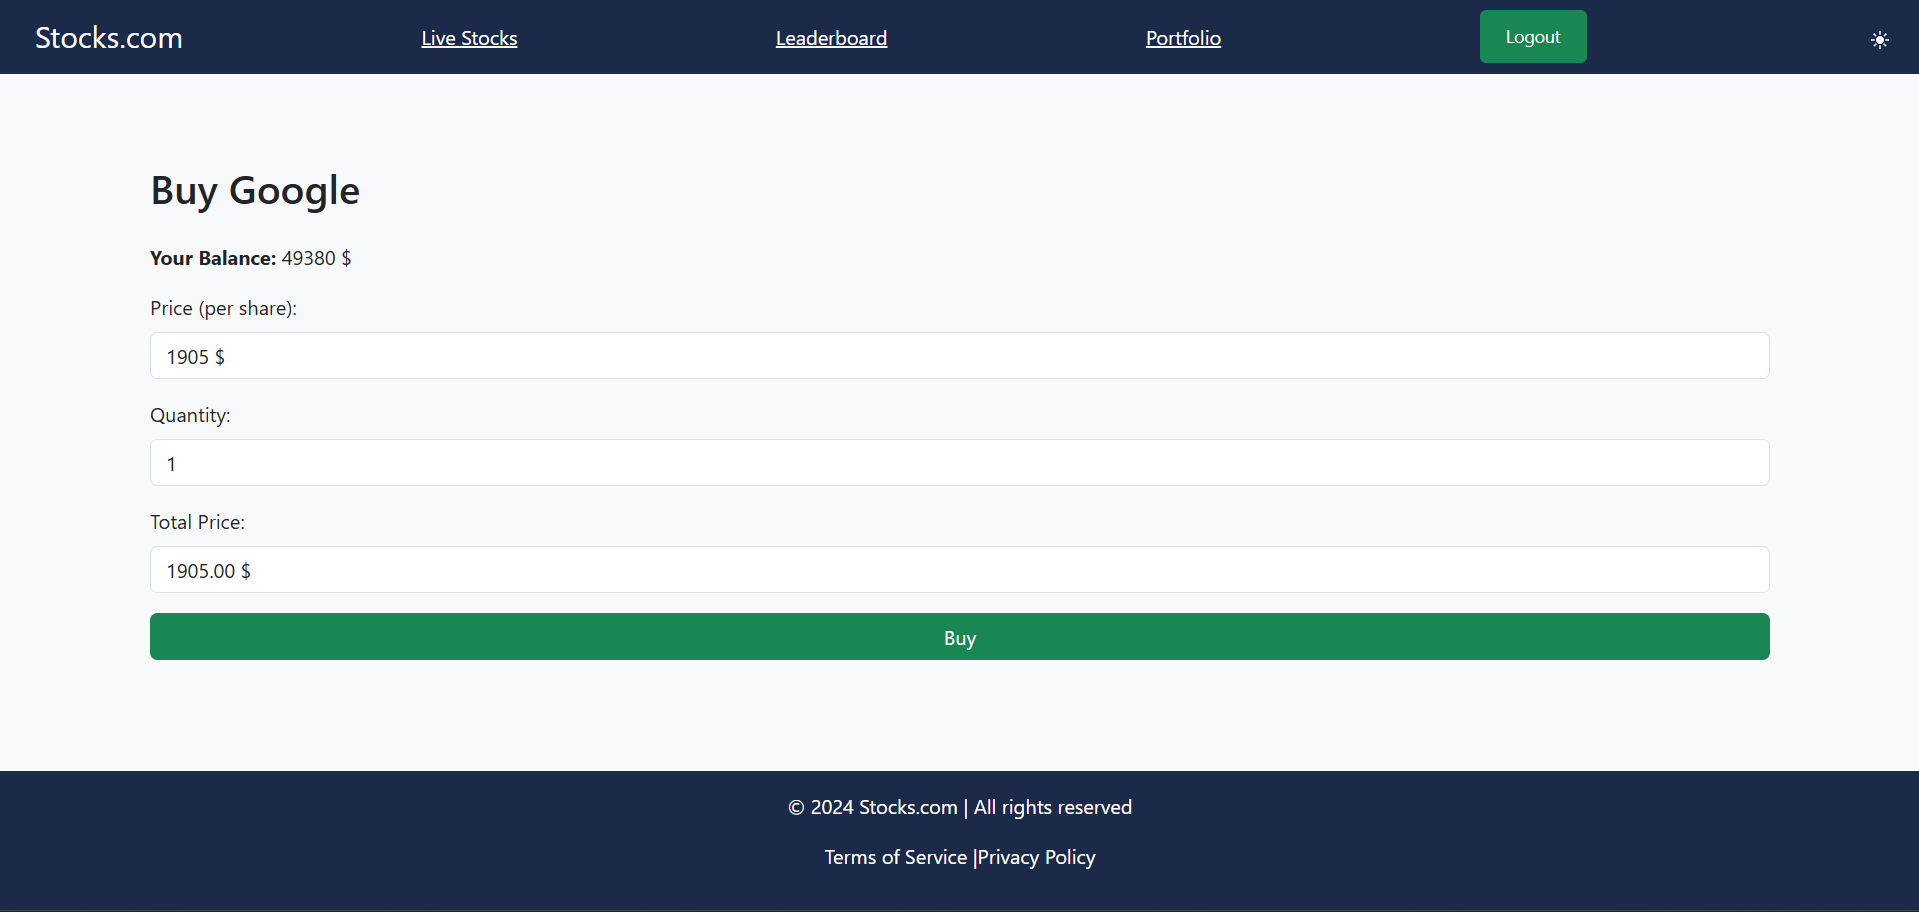 Stocks.com Live Stocks Leaderboard Portfolio Logout
Buy Google
Your Balance: 49380 $
Price (per share):
1905 $
Quantity:
1
Total Price:
1905.00 $
Buy
© 2024 Stocks.com | All rights reserved
Terms of Service |Privacy Policy